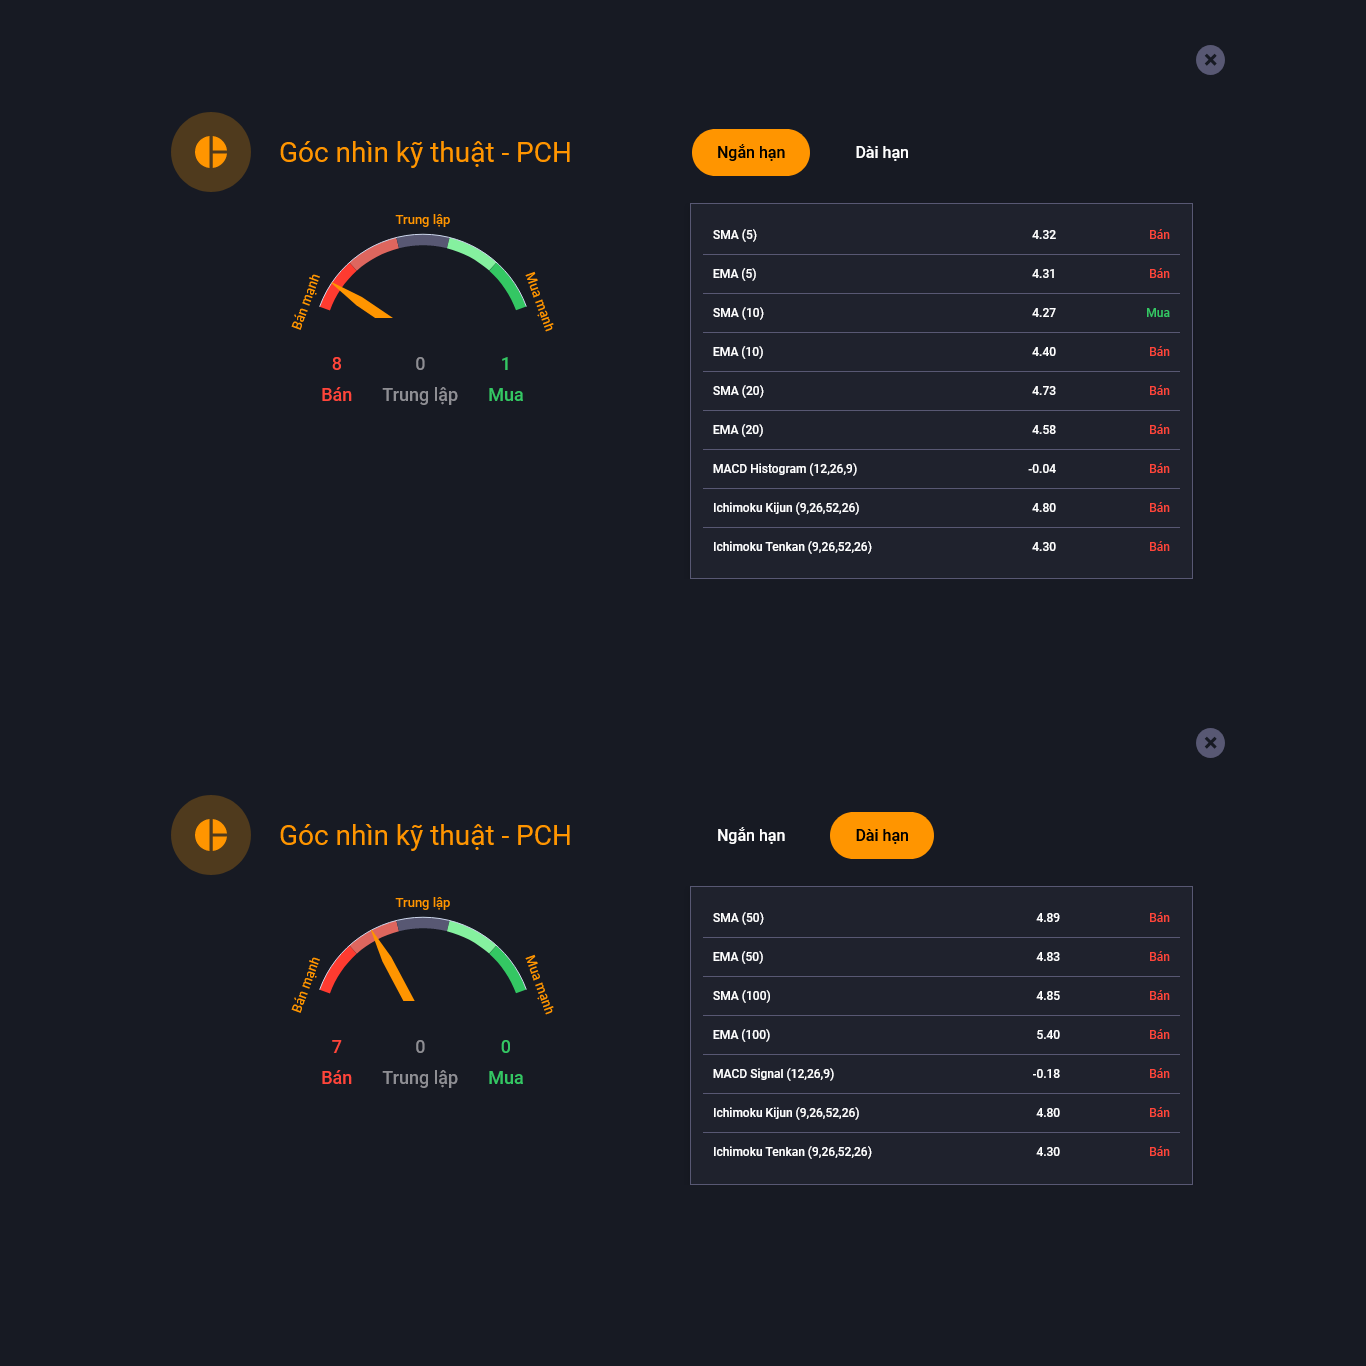 Góc nhìn kỹ thuật - PCH
Ngắn hạn
Dài hạn
Trung lập
Bán mạnh
Mua mạnh
8 0 1
Bán Trung lập Mua
SMA (5) 4.32 Bán
EMA (5) 4.31 Bán
SMA (10) 4.27 Mua
EMA (10) 4.40 Bán
SMA (20) 4.73 Bán
EMA (20) 4.58 Bán
MACD Histogram (12,26,9) -0.04 Bán
Ichimoku Kijun (9,26,52,26) 4.80 Bán
Ichimoku Tenkan (9,26,52,26) 4.30 Bán
Góc nhìn kỹ thuật - PCH
Ngắn hạn
Dài hạn
Trung lập
Bán mạnh
Mua mạnh
7 0 0
Bán Trung lập Mua
SMA (50) 4.89 Bán
EMA (50) 4.83 Bán
SMA (100) 4.85 Bán
EMA (100) 5.40 Bán
MACD Signal (12,26,9) -0.18 Bán
Ichimoku Kijun (9,26,52,26) 4.80 Bán
Ichimoku Tenkan (9,26,52,26) 4.30 Bán